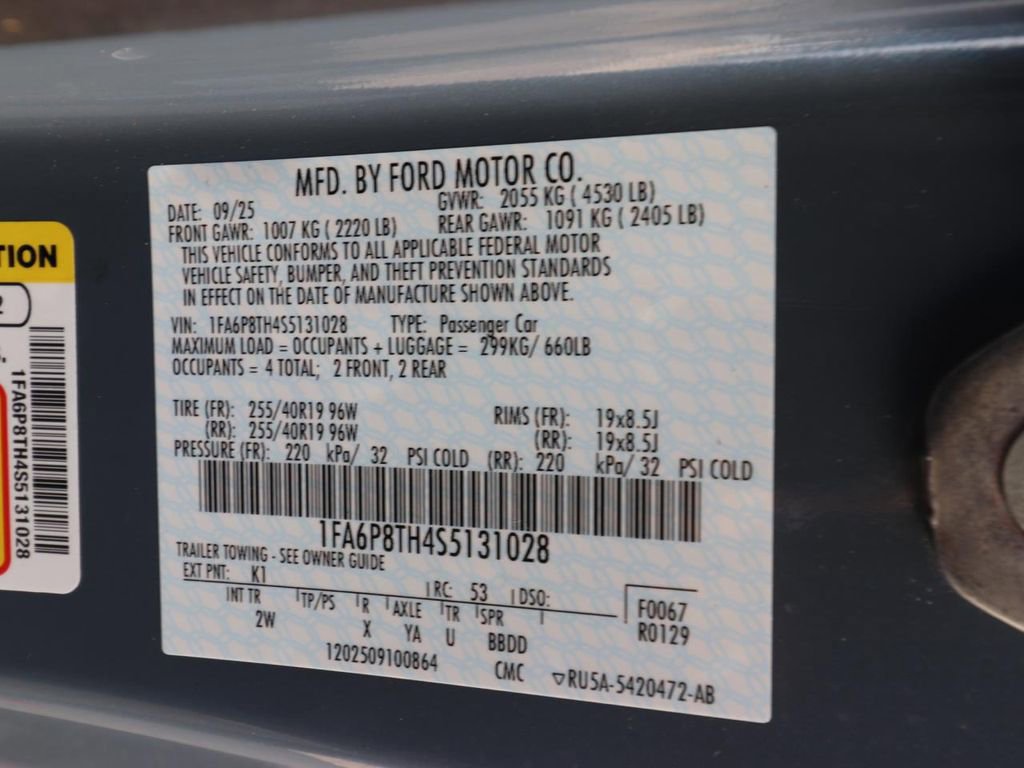 MFD. BY FORD MOTOR CO.
DATE: 09/25 GVWR: 2055 KG ( 4530 LB)
FRONT GAWR: 1007 KG ( 2220 LB) REAR GAWR: 1091 KG ( 2405 LB)
THIS VEHICLE CONFORMS TO ALL APPLICABLE FEDERAL MOTOR
VEHICLE SAFETY, BUMPER, AND THEFT PREVENTION STANDARDS
IN EFFECT ON THE DATE OF MANUFACTURE SHOWN ABOVE.
VIN: 1FA6P8TH4S5131028 TYPE: Passenger Car
MAXIMUM LOAD = OCCUPANTS + LUGGAGE = 299KG/ 660LB
OCCUPANTS = 4 TOTAL; 2 FRONT, 2 REAR
TIRE (FR): 255/40R19 96W RIMS (FR): 19x8.5J
(RR): 255/40R19 96W (RR): 19x8.5J
PRESSURE (FR): 220 kPa/ 32 PSI COLD (RR): 220 kPa/ 32 PSI COLD
1FA6P8TH4S5131028
TRAILER TOWING - SEE OWNER GUIDE
EXT PNT: K1 RC: 53 DSO:
INT TR TP/PS R AXLE TR SPR
2W X YA U BBDD
F0067
R0129
1202509100864 CMC RU5A-5420472-AB
TION
2
1FA6P8TH4S5131028